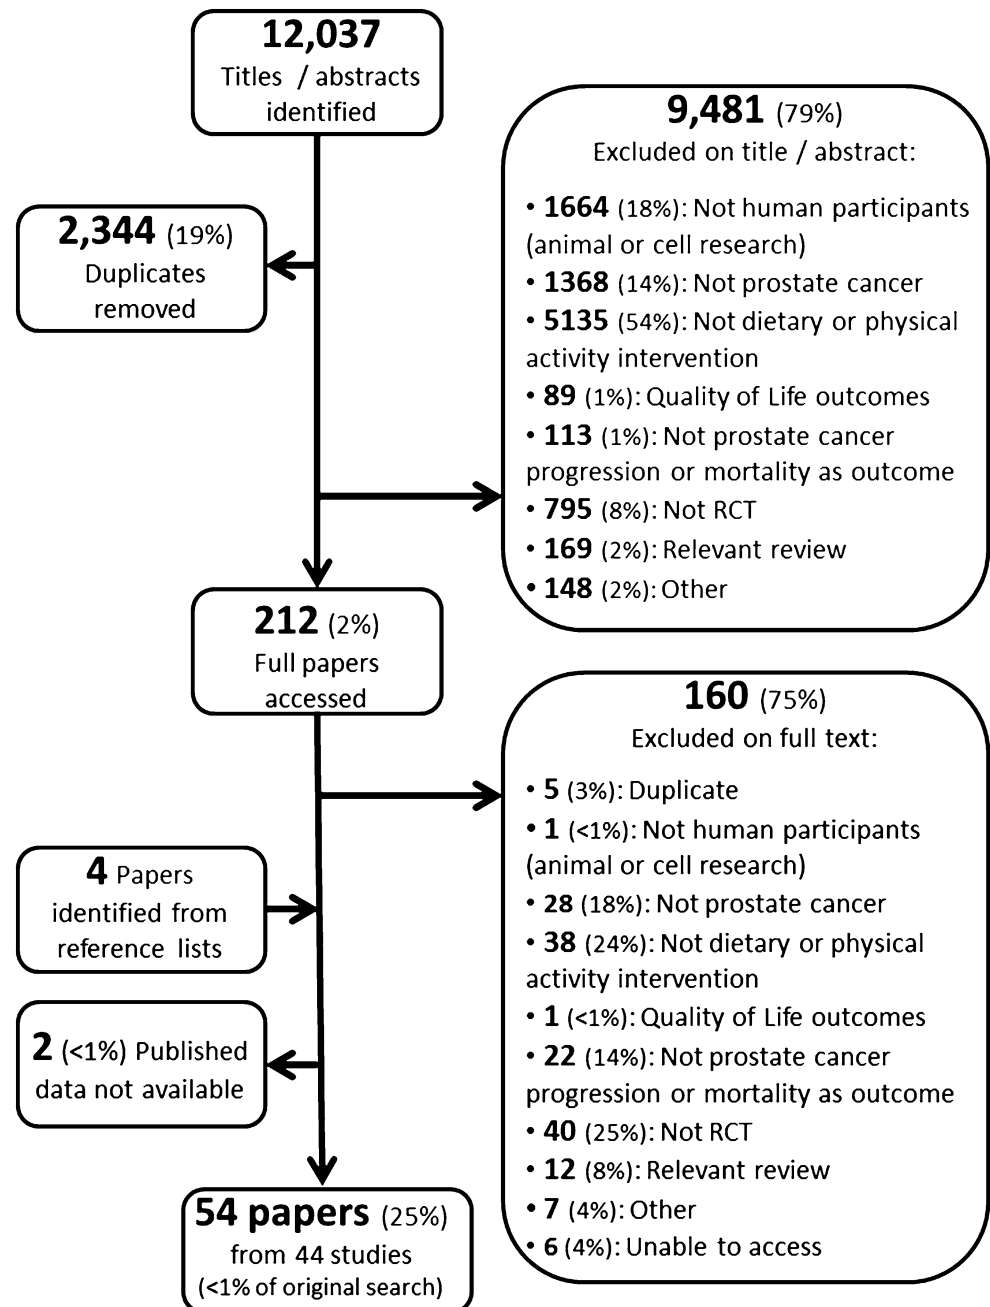 12,037
Titles / abstracts
identified
2,344 (19%)
Duplicates
removed
9,481 (79%)
Excluded on title / abstract:
• 1664 (18%): Not human participants
(animal or cell research)
• 1368 (14%): Not prostate cancer
• 5135 (54%): Not dietary or physical
activity intervention
• 89 (1%): Quality of Life outcomes
• 113 (1%): Not prostate cancer
progression or mortality as outcome
• 795 (8%): Not RCT
• 169 (2%): Relevant review
• 148 (2%): Other
212 (2%)
Full papers
accessed
160 (75%)
Excluded on full text:
• 5 (3%): Duplicate
• 1 (<1%): Not human participants
(animal or cell research)
• 28 (18%): Not prostate cancer
• 38 (24%): Not dietary or physical
activity intervention
• 1 (<1%): Quality of Life outcomes
• 22 (14%): Not prostate cancer
progression or mortality as outcome
• 40 (25%): Not RCT
• 12 (8%): Relevant review
• 7 (4%): Other
• 6 (4%): Unable to access
4 Papers
identified from
reference lists
2 (<1%) Published
data not available
54 papers (25%)
from 44 studies
(<1% of original search)